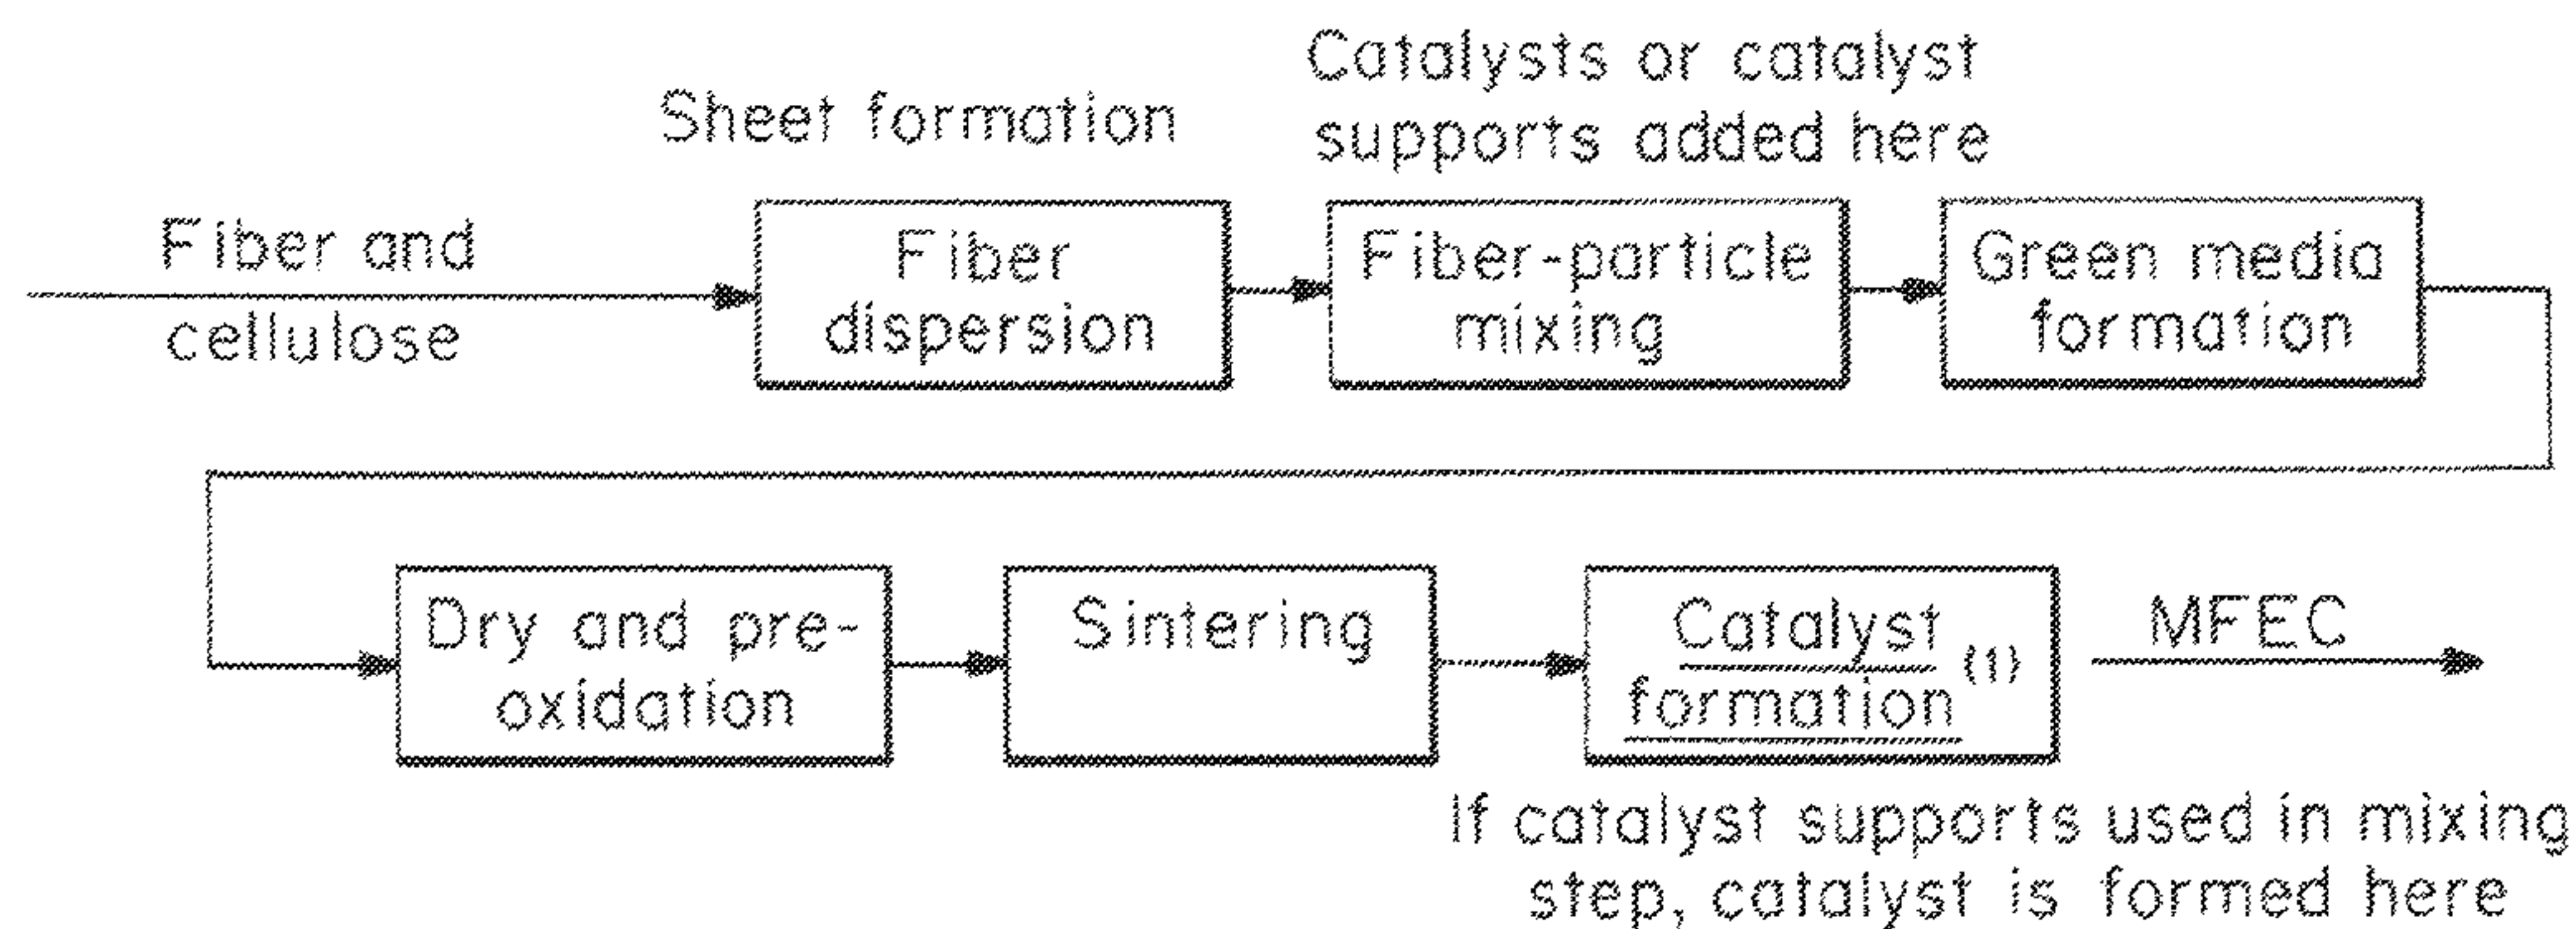 Sheet formation
Catalysts or catalyst
supports added here
Fiber and
cellulose
Fiber
dispersion
Fiber-particle
mixing
Green media
formation
Dry and pre-
oxidation
Sintering
Catalyst
formation (1)
MFEC
If catalyst supports used in mixing
step, catalyst is formed here